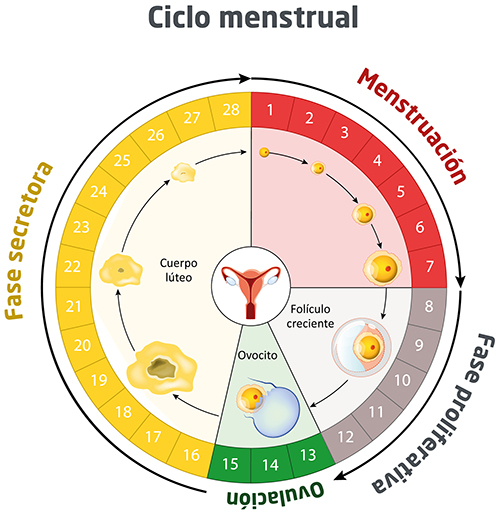 Ciclo menstrual
Menstruación
1
2
3
4
5
6
7
Fase proliferativa
8
9
10
11
12
Ovulación
13
14
15
Fase secretora
16
17
18
19
20
21
22
23
24
25
26
27
28
Cuerpo
lúteo
Folículo
creciente
Ovocito